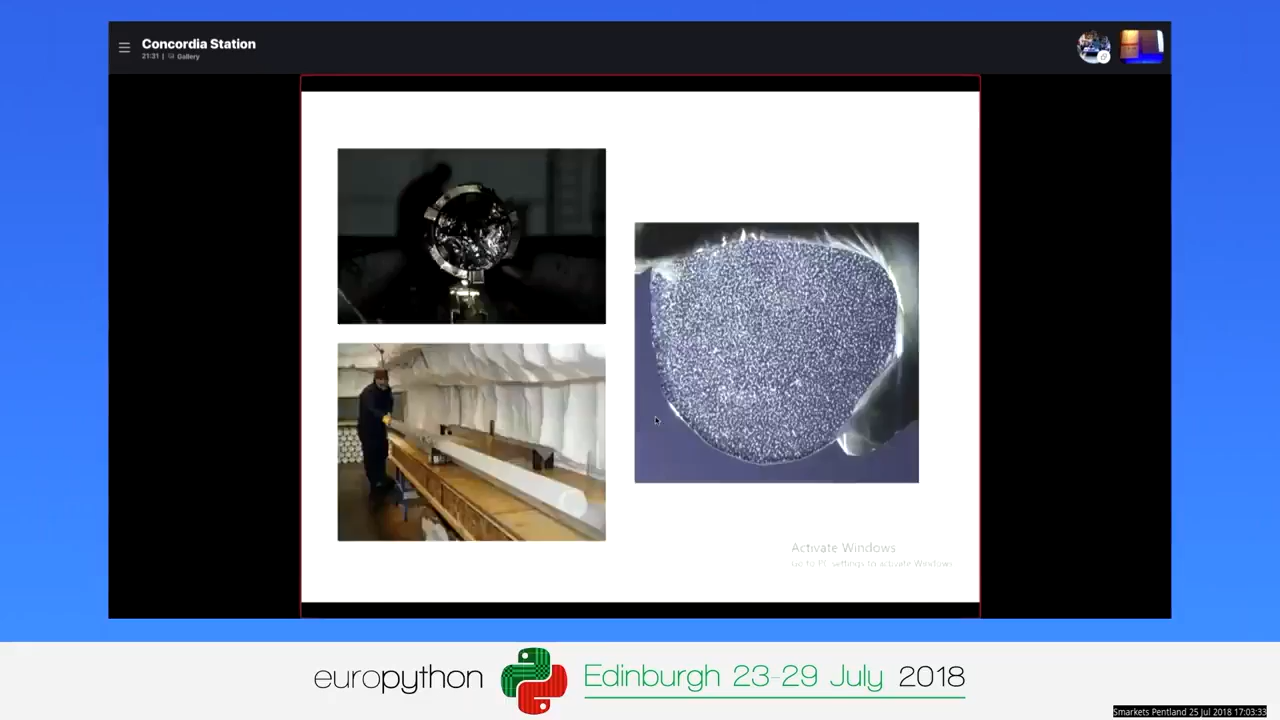 Concordia Station
21:31 | Gallery
Activate Windows
Go to PC settings to activate Windows.
europython
Edinburgh 23-29 July 2018
Smarkets Pentland 25 Jul 2018 17:03:33